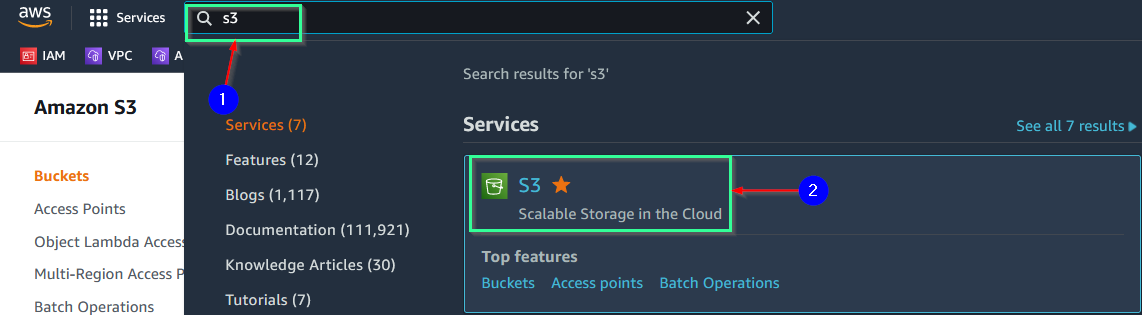 aws
Services
s3
IAM
VPC
A
Search results for 's3'
1
Amazon S3
Services (7)
Services
See all 7 results
Features (12)
Buckets
Blogs (1,117)
S3
2
Access Points
Scalable Storage in the Cloud
Documentation (111,921)
Object Lambda Access
Top features
Knowledge Articles (30)
Multi-Region Access P
Buckets Access points Batch Operations
Tutorials (7)
Batch Operations